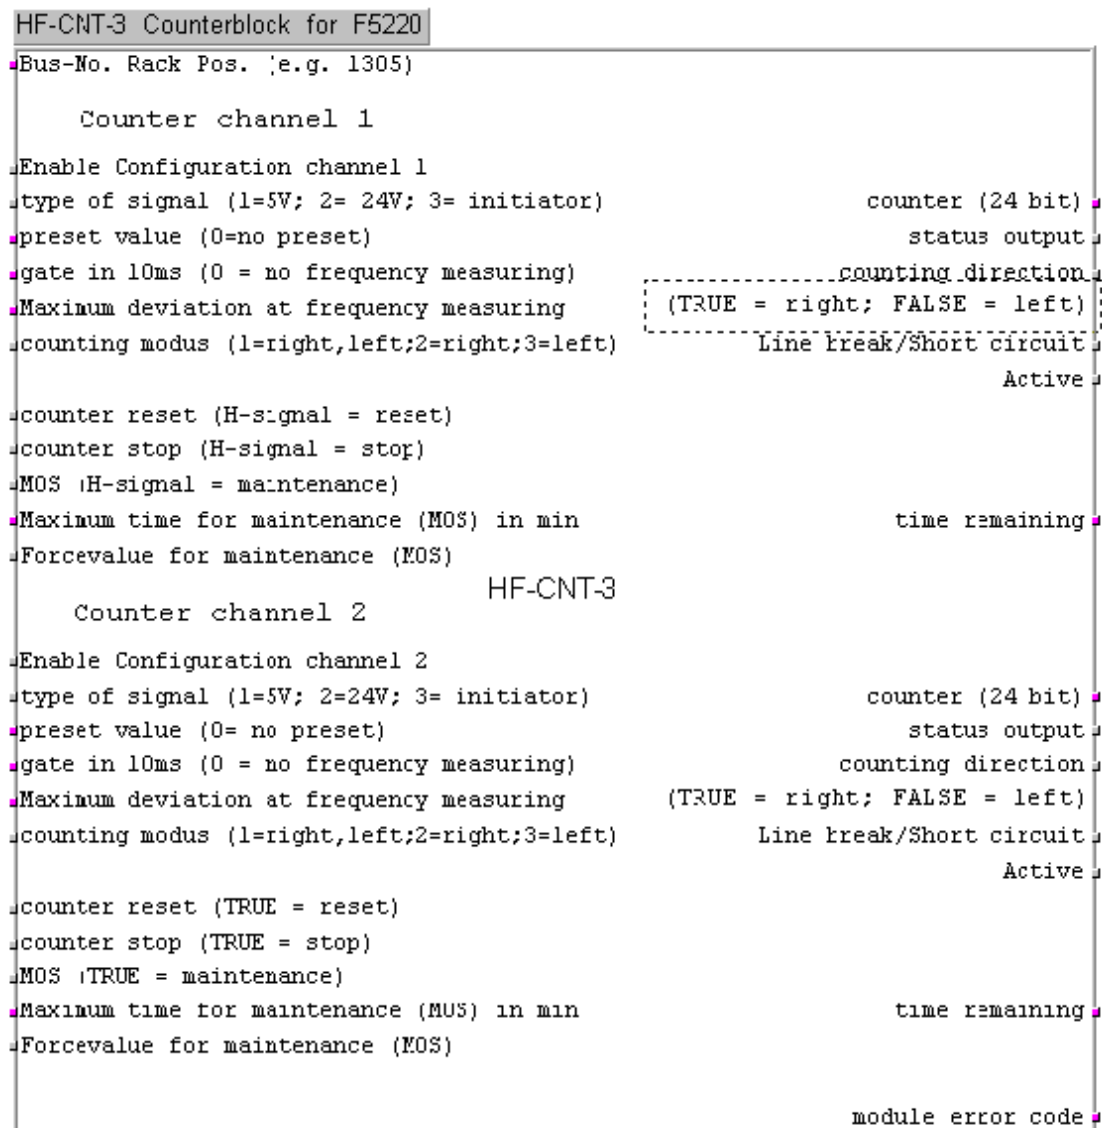 HF-CNT-3 Counterblock for F5220
Bus-No. Rack Pos. (e.g. 1305)
Counter channel 1
Enable Configuration channel 1
type of signal (1=5V; 2= 24V; 3= initiator) counter (24 bit)
preset value (0=no preset) status output
gate in 10ms (0 = no frequency measuring) counting direction
Maximum deviation at frequency measuring (TRUE = right; FALSE = left)
counting modus (1=right,left;2=right;3=left) Line break/Short circuit
Active
counter reset (H-signal = reset)
counter stop (H-signal = stop)
MOS (H-signal = maintenance)
Maximum time for maintenance (MOS) in min time remaining
Forcevalue for maintenance (MOS)
HF-CNT-3
Counter channel 2
Enable Configuration channel 2
type of signal (1=5V; 2=24V; 3= initiator) counter (24 bit)
preset value (0= no preset) status output
gate in 10ms (0 = no frequency measuring) counting direction
Maximum deviation at frequency measuring (TRUE = right; FALSE = left)
counting modus (1=right,left;2=right;3=left) Line break/Short circuit
Active
counter reset (TRUE = reset)
counter stop (TRUE = stop)
MOS (TRUE = maintenance)
Maximum time for maintenance (MOS) in min time remaining
Forcevalue for maintenance (MOS)
module error code